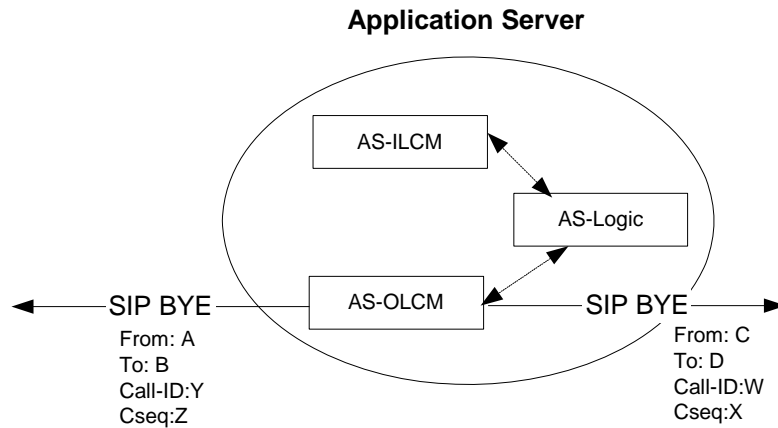 Application Server
AS-ILCM
AS-Logic
AS-OLCM
SIP BYE
From: A
To: B
Call-ID:Y
Cseq:Z
SIP BYE
From: C
To: D
Call-ID:W
Cseq:X